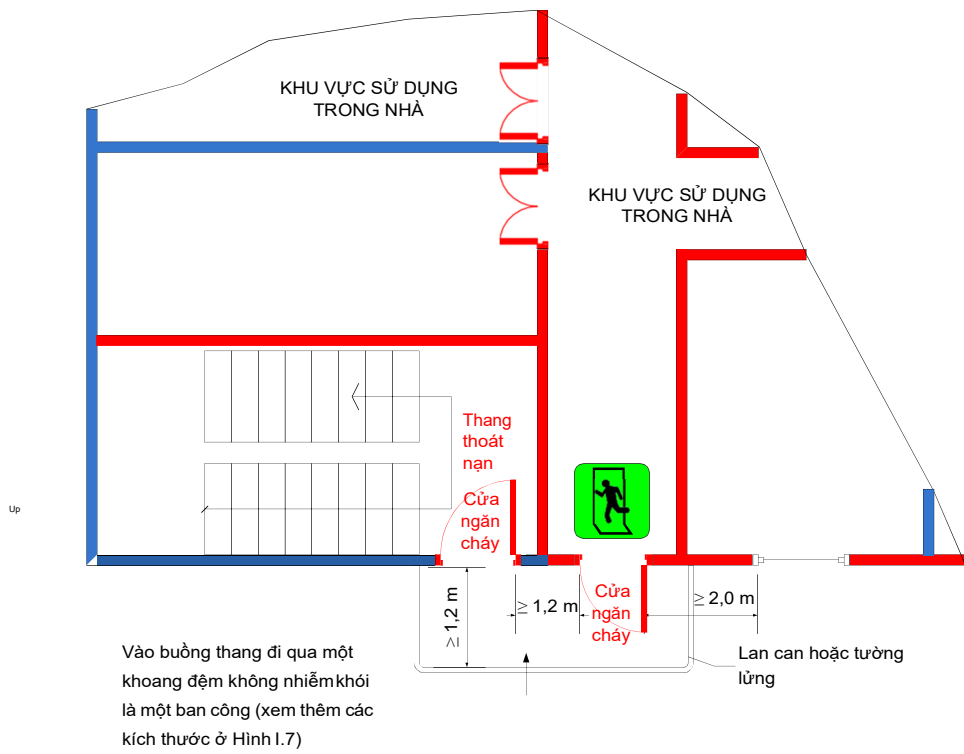 KHU VỰC SỬ DỤNG
TRONG NHÀ
KHU VỰC SỬ DỤNG
TRONG NHÀ
Thang
thoát
nạn
Cửa
ngăn
cháy
Up
≥ 1,2 m
≥ 1,2 m
Cửa
ngăn
cháy
≥ 2,0 m
Vào buồng thang đi qua một
khoang đệm không nhiễm khói
là một ban công (xem thêm các
kích thước ở Hình I.7)
Lan can hoặc tường
lửng